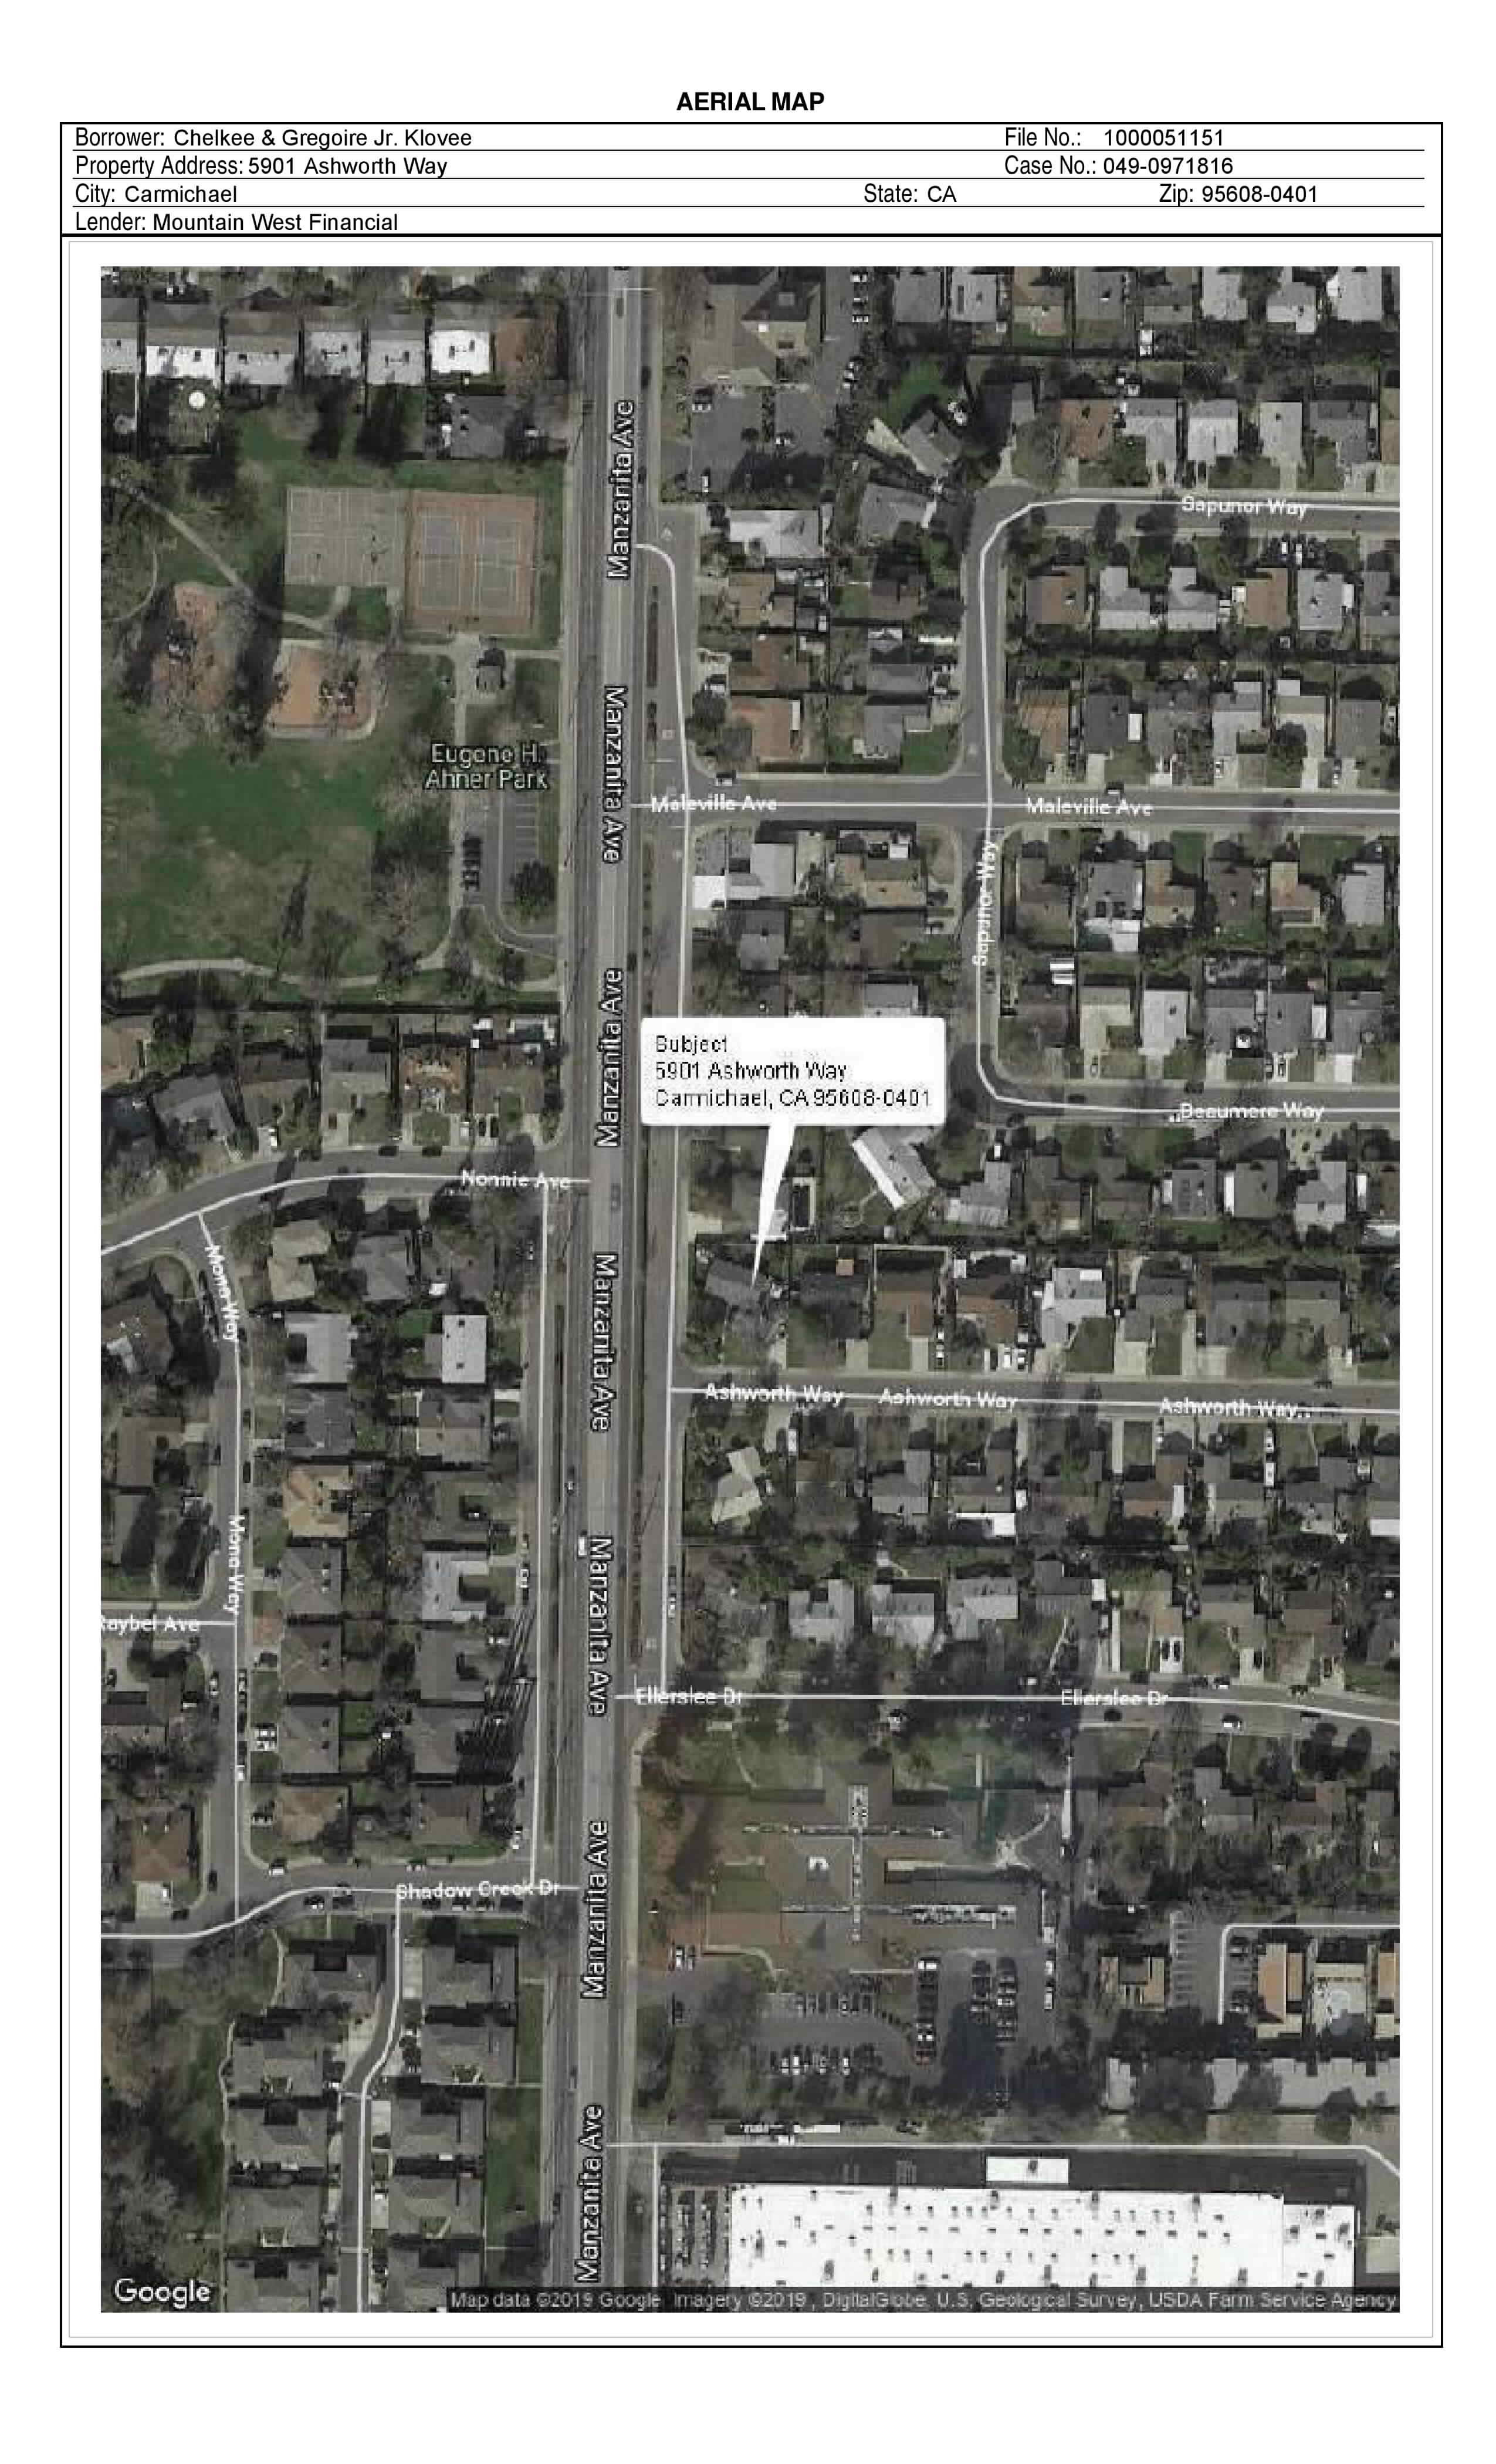 AERIAL MAP
Borrower: Chelkee & Gregoire Jr. Klovee File No.: 1000051151
Property Address: 5901 Ashworth Way Case No.: 049-0971816
City: Carmichael State: CA Zip: 95608-0401
Lender: Mountain West Financial
Manzanita Ave
Sapunor Way
Manzanita Ave
Eugene H.
Ahner Park
Maleville Ave
Maleville Ave
Sapunor Way
Manzanita Ave
Subject
5901 Ashworth Way
Carmichael, CA 95608-0401
Beaumere Way
Nonnie Ave
Mona Way
Manzanita Ave
Ashworth Way
Ashworth Way
Ashworth Way
Mona Way
Manzanita Ave
Raybel Ave
Ellerslee Dr
Ellerslee Dr
Manzanita Ave
Shadow Creek Dr
Manzanita Ave
Google
Map data ©2019 Google Imagery ©2019 , DigitalGlobe, U.S. Geological Survey, USDA Farm Service Agency